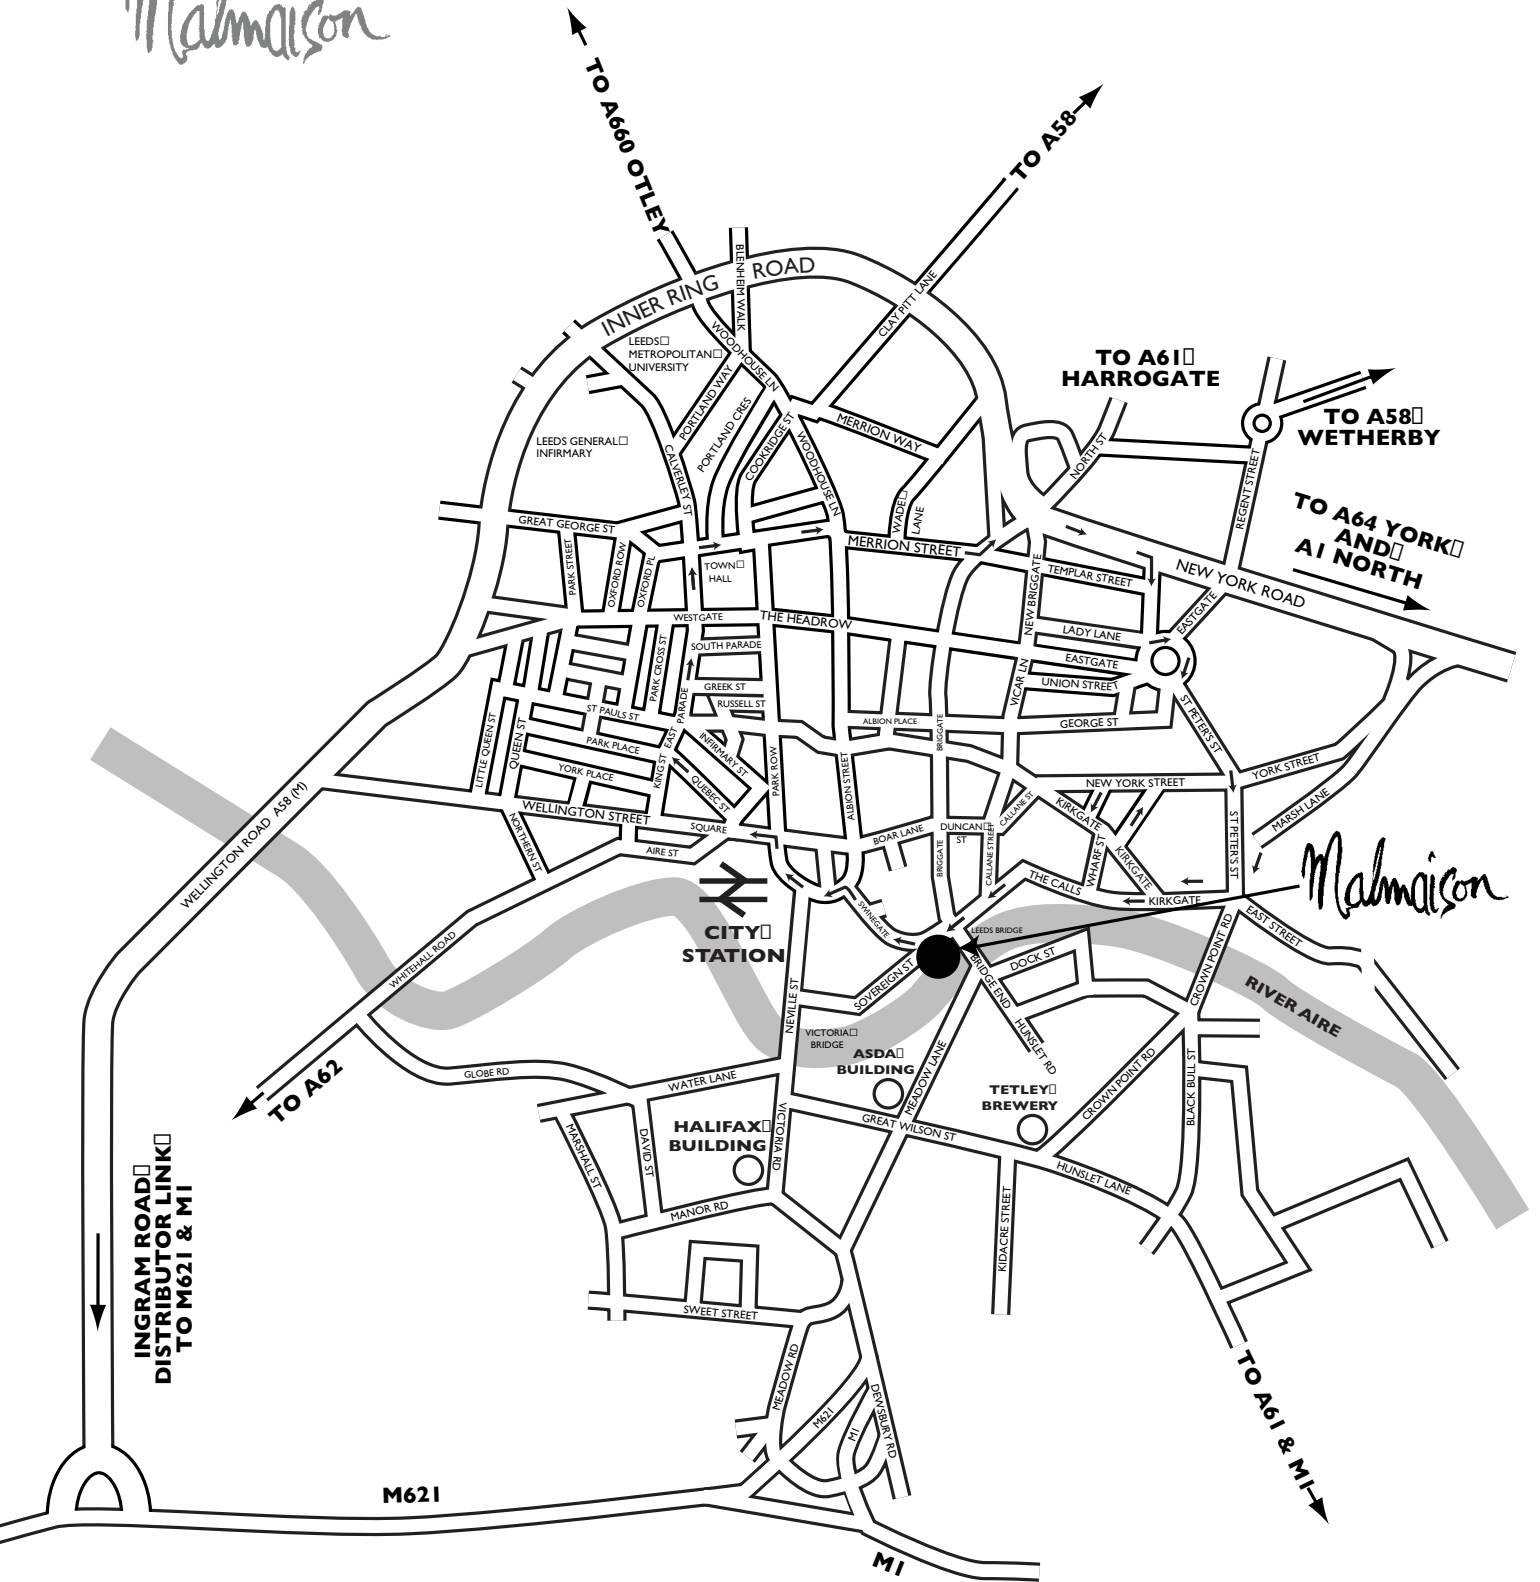 Malmaison
TO A660 OTLEY
TO A58
BLENHEIM WALK
INNER RING ROAD
CLAY PITT LANE
WOODHOUSE LN
LEEDS
METROPOLITAN
UNIVERSITY
TO A61
HARROGATE
TO A58
WETHERBY
PORTLAND WAY
PORTLAND CRES
COOKRIDGE ST
MERRION WAY
WOODHOUSE LN
LEEDS GENERAL
INFIRMARY
CALVERLEY ST
NORTH ST
REGENT STREET
WADE
LANE
TO A64 YORK
AND
A1 NORTH
GREAT GEORGE ST
MERRION STREET
PARK STREET
OXFORD ROW
OXFORD PL
TOWN
HALL
NEW BRIGGATE
TEMPLAR STREET
NEW YORK ROAD
EASTGATE
WESTGATE
THE HEADROW
LADY LANE
SOUTH PARADE
PARK CROSS ST
EASTGATE
VICAR LN
UNION STREET
GREEK ST
RUSSELL ST
EAST PARADE
ST PAULS ST
ALBION PLACE
BRIGGATE
GEORGE ST
ST PETER'S ST
LITTLE QUEEN ST
QUEEN ST
PARK PLACE
INFIRMARY ST
YORK PLACE
KING ST
QUEBEC ST
PARK ROW
ALBION STREET
NEW YORK STREET
YORK STREET
WELLINGTON ROAD A58 (M)
WELLINGTON STREET
SQUARE
NORTHERN ST
AIRE ST
BOAR LANE
DUNCAN
ST
CALLANE ST
CALLANE STREET
BRIGGATE
KIRKGATE
WHARF ST
KIRKGATE
ST PETER'S ST
MARSH LANE
Malmaison
THE CALLS
KIRKGATE
SWINEGATE
CITY
STATION
LEEDS BRIDGE
EAST STREET
CROWN POINT RD
WHITEHALL ROAD
SOVEREIGN ST
BRIDGE END
DOCK ST
RIVER AIRE
NEVILLE ST
VICTORIA
BRIDGE
HUNSLET RD
ASDA
BUILDING
MEADOW LANE
TETLEY
BREWERY
CROWN POINT RD
BLACK BULL ST
TO A62
GLOBE RD
WATER LANE
GREAT WILSON ST
HALIFAX
BUILDING
VICTORIA RD
MARSHALL ST
DAVID ST
HUNSLET LANE
MANOR RD
KIDACRE STREET
INGRAM ROAD
DISTRIBUTOR LINK
TO M621 & M1
SWEET STREET
MEADOW RD
M621
M1
DEWSBURY RD
TO A61 & M1
M621
M1